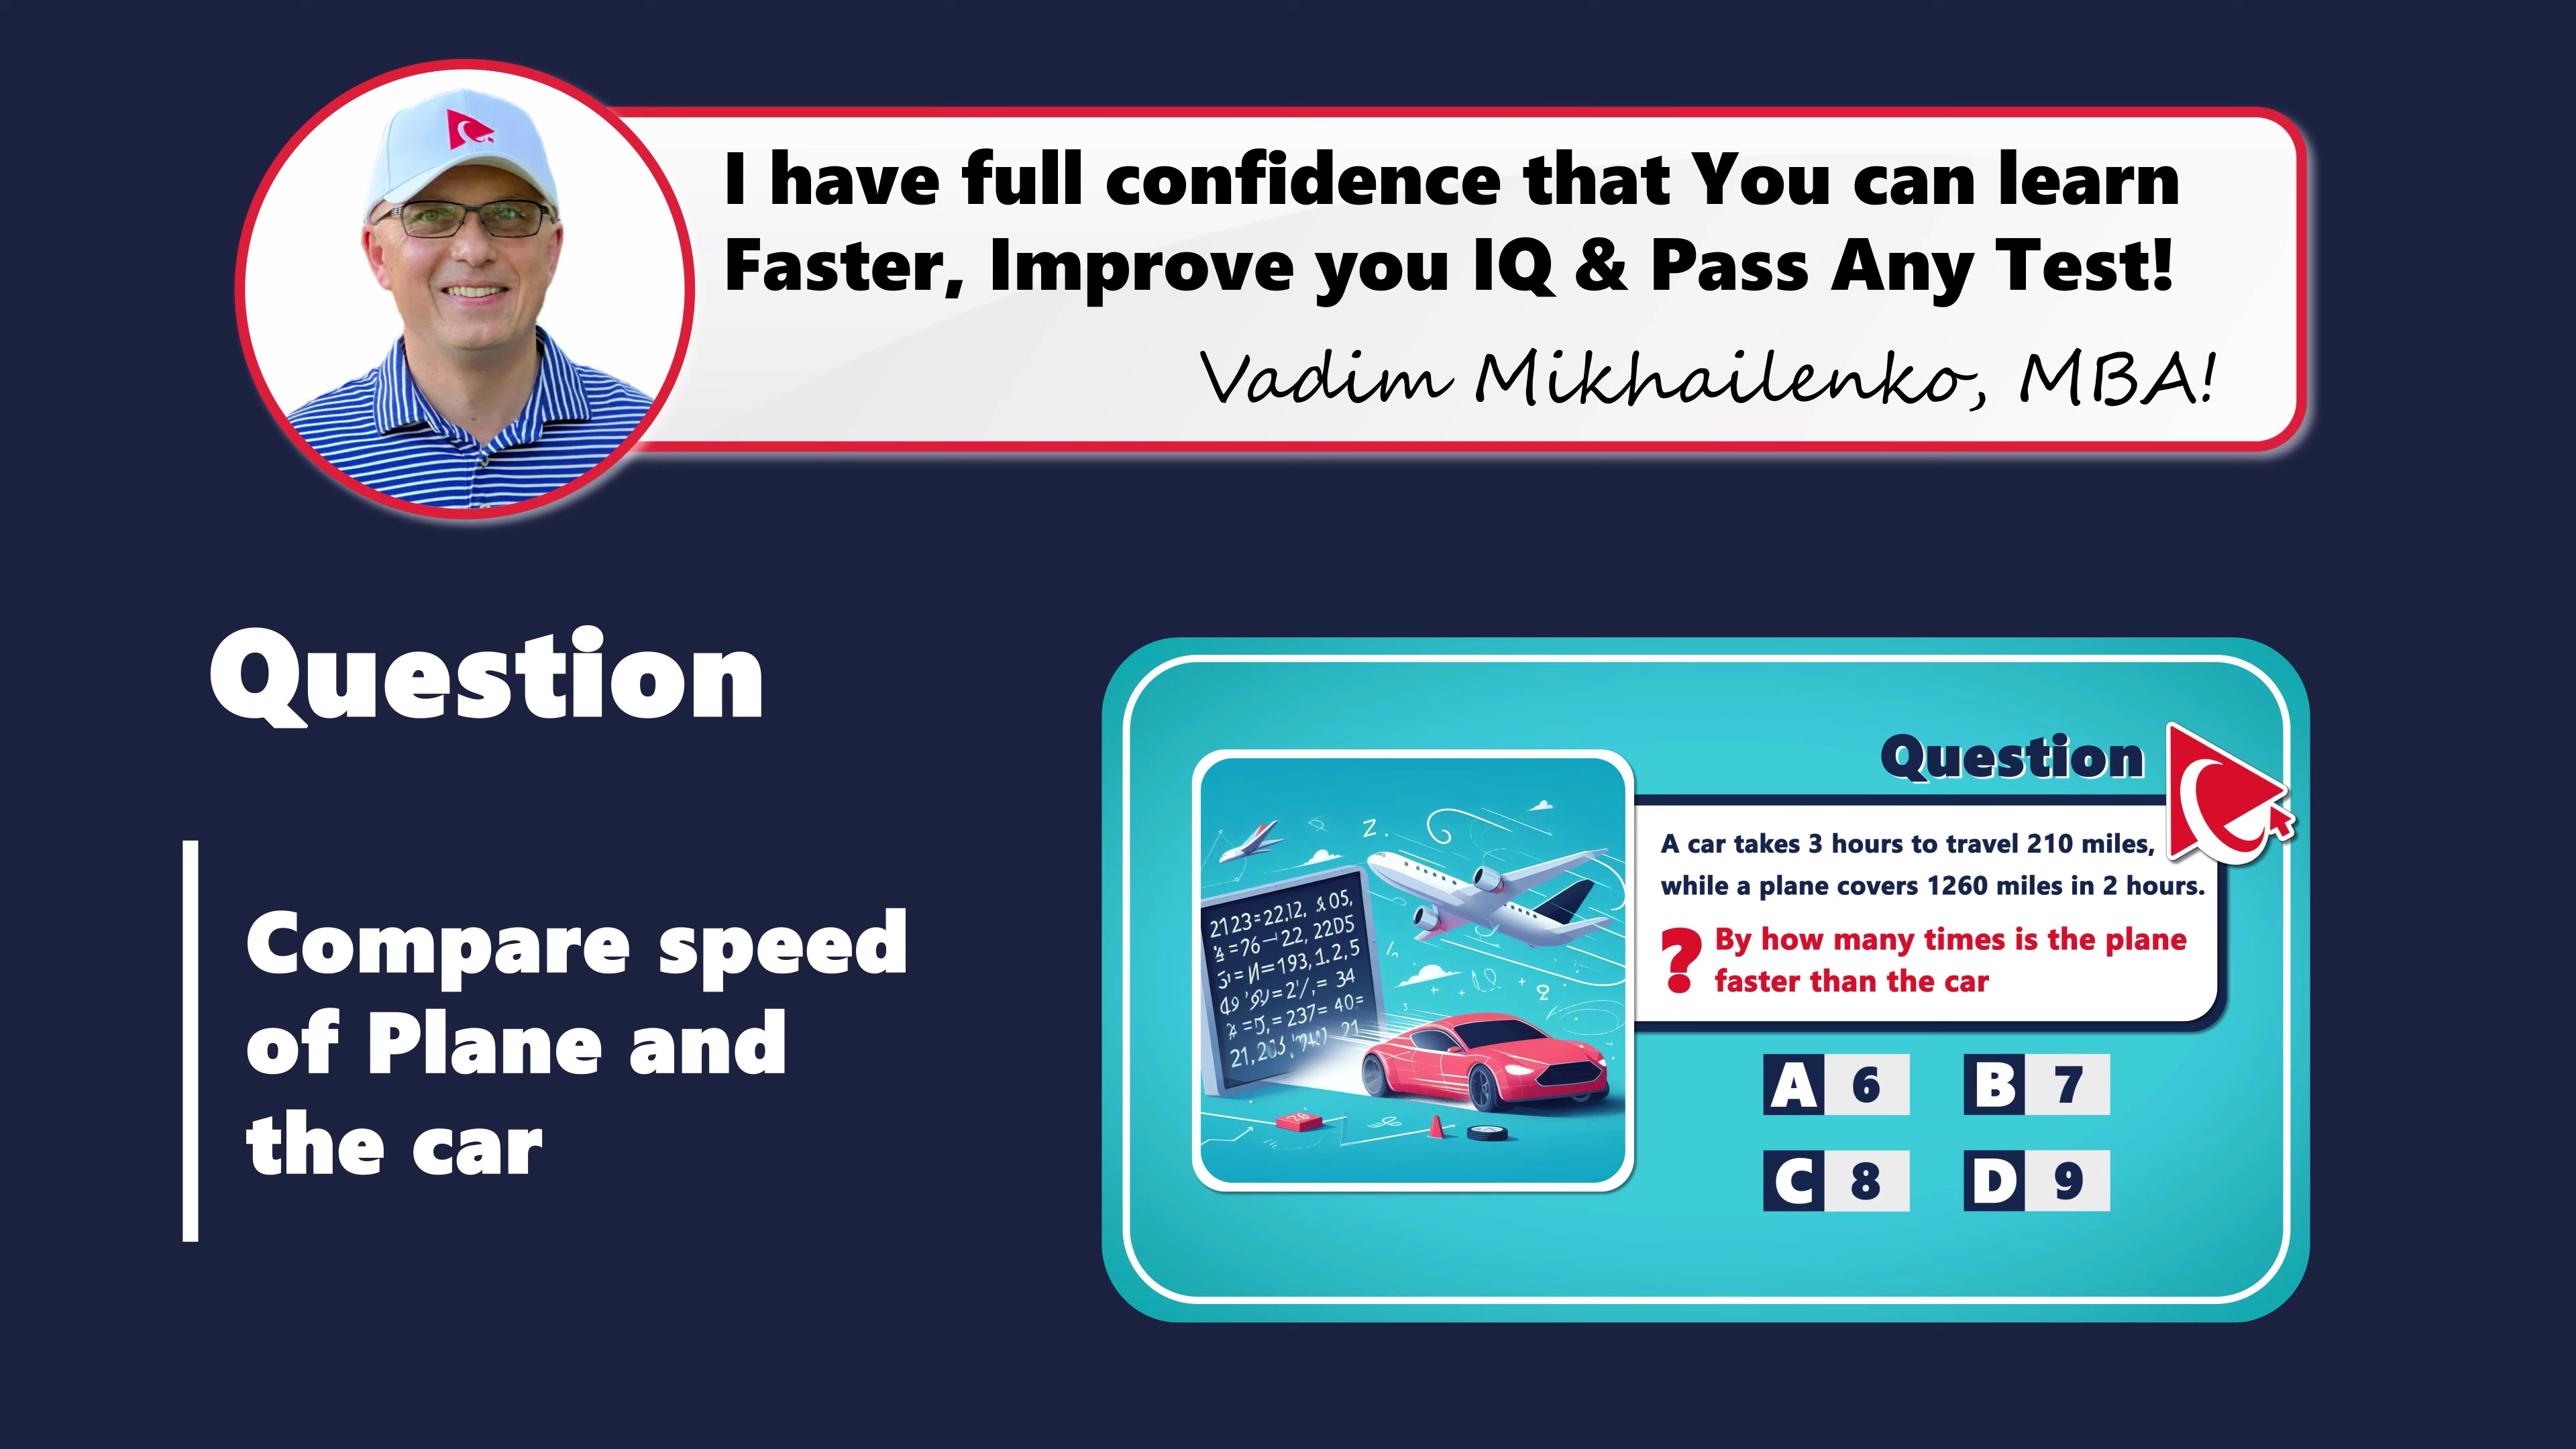 I have full confidence that You can learn
Faster, Improve you IQ & Pass Any Test!
Vadim Mikhailenko, MBA!
Question
Compare speed
of Plane and
the car
Question
A car takes 3 hours to travel 210 miles,
while a plane covers 1260 miles in 2 hours.
? By how many times is the plane
faster than the car
A 6
B 7
C 8
D 9